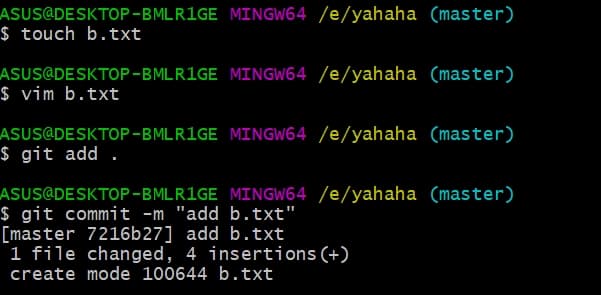 ASUS@DESKTOP-BMLR1GE MINGW64 /e/yahaha (master)
$ touch b.txt
ASUS@DESKTOP-BMLR1GE MINGW64 /e/yahaha (master)
$ vim b.txt
ASUS@DESKTOP-BMLR1GE MINGW64 /e/yahaha (master)
$ git add .
ASUS@DESKTOP-BMLR1GE MINGW64 /e/yahaha (master)
$ git commit -m "add b.txt"
[master 7216b27] add b.txt
 1 file changed, 4 insertions(+)
 create mode 100644 b.txt